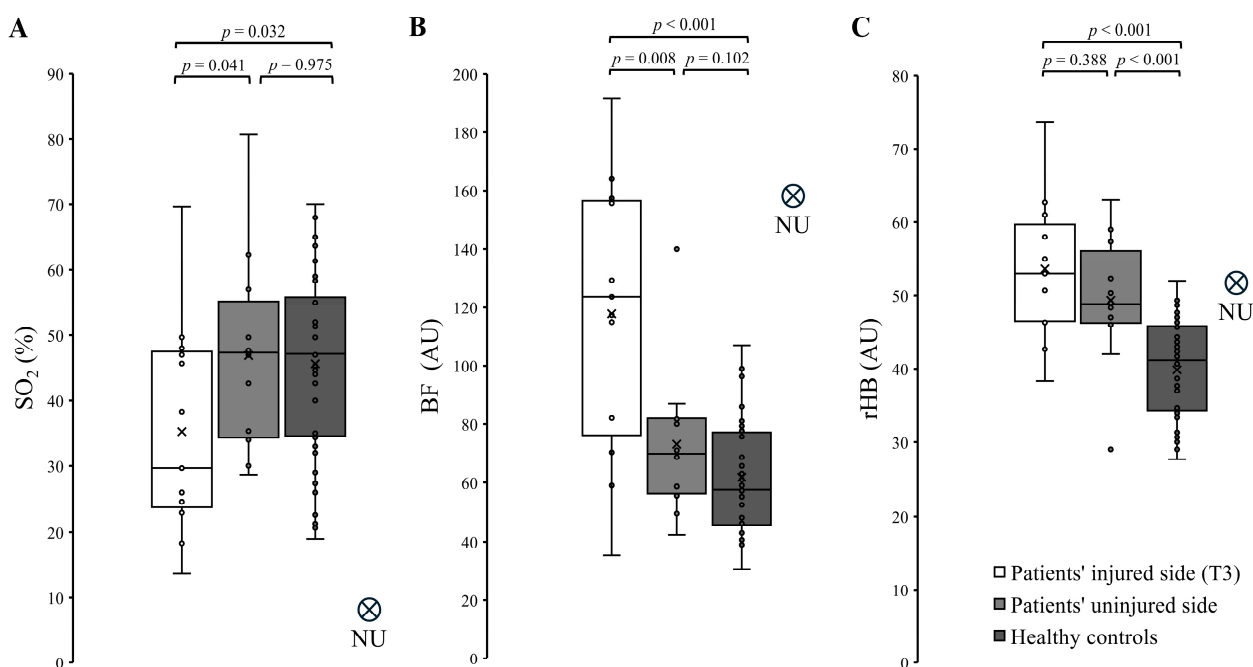 A
p = 0.032
p = 0.041
p – 0.975
90
80
70
60
50
40
30
20
10
0
SO2 (%)
NU
B
p < 0.001
p = 0.008
p = 0.102
200
180
160
140
120
100
80
60
40
20
0
BF (AU)
NU
C
p < 0.001
p = 0.388
p < 0.001
80
70
60
50
40
30
20
10
0
rHB (AU)
NU
Patients' injured side (T3)
Patients' uninjured side
Healthy controls